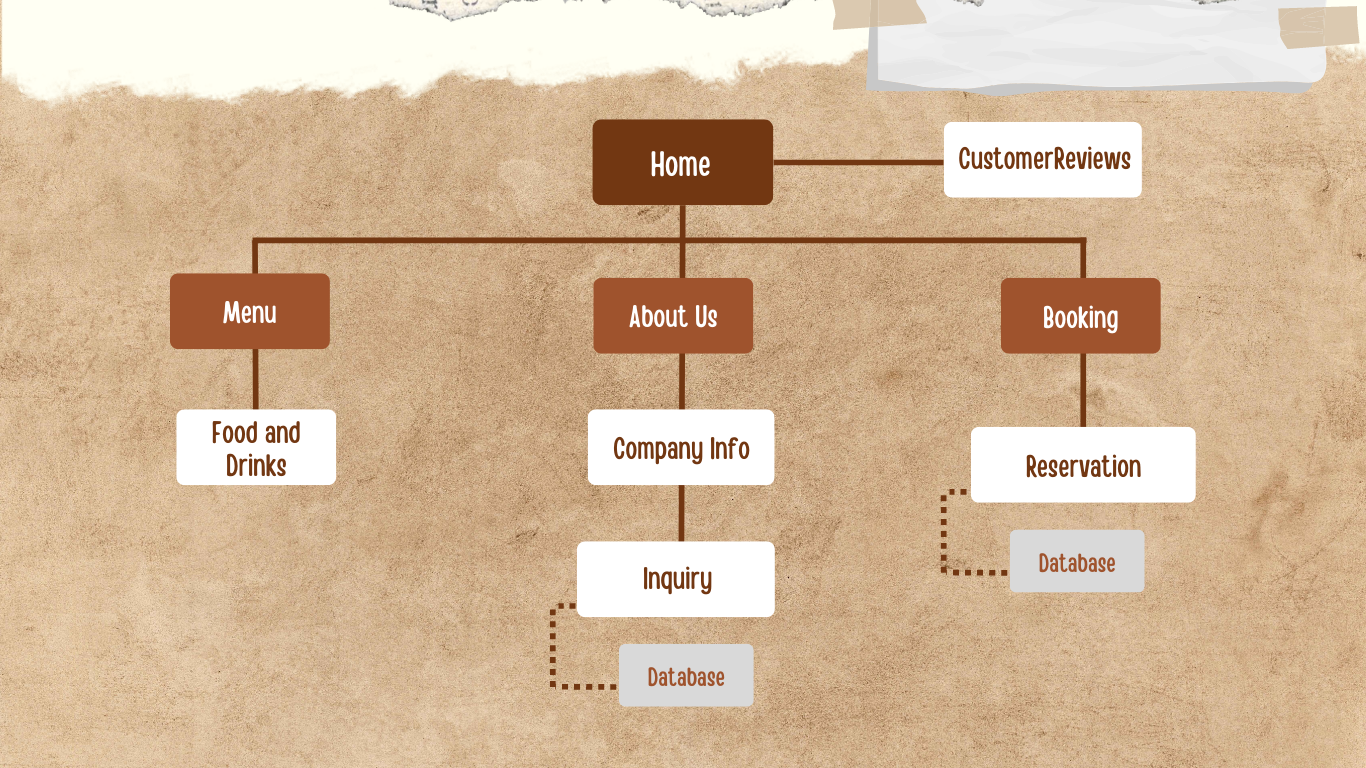 Home
CustomerReviews
Menu
About Us
Booking
Food and
Drinks
Company Info
Reservation
Inquiry
Database
Database